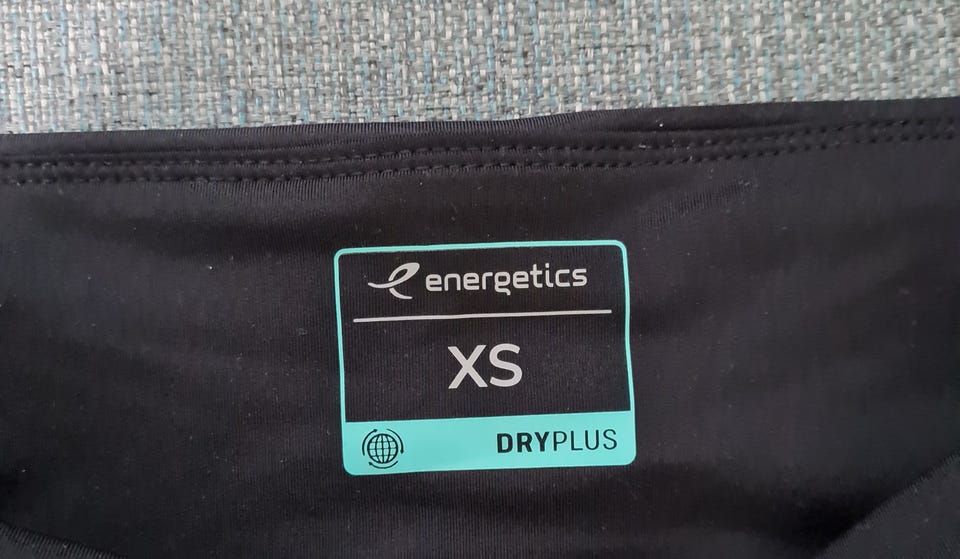 energetics
XS
DRYPLUS